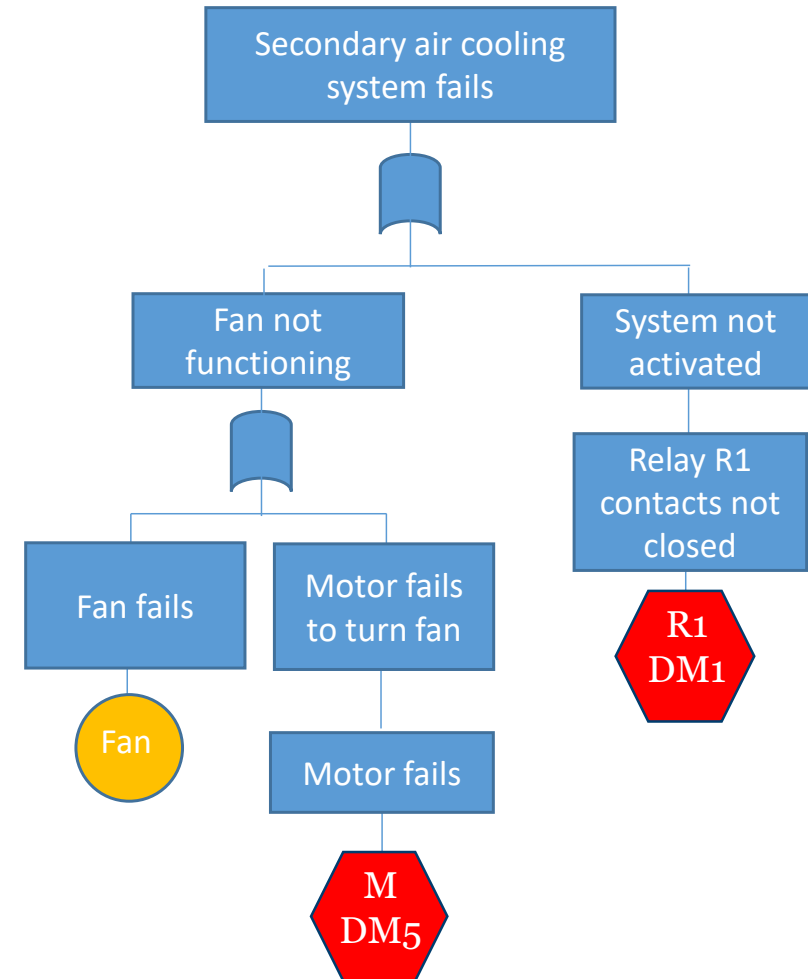 Secondary air cooling
system fails
Fan not
functioning
System not
activated
Relay R1
contacts not
closed
Fan fails
Motor fails
to turn fan
R1
DM1
Fan
Motor fails
M
DM5